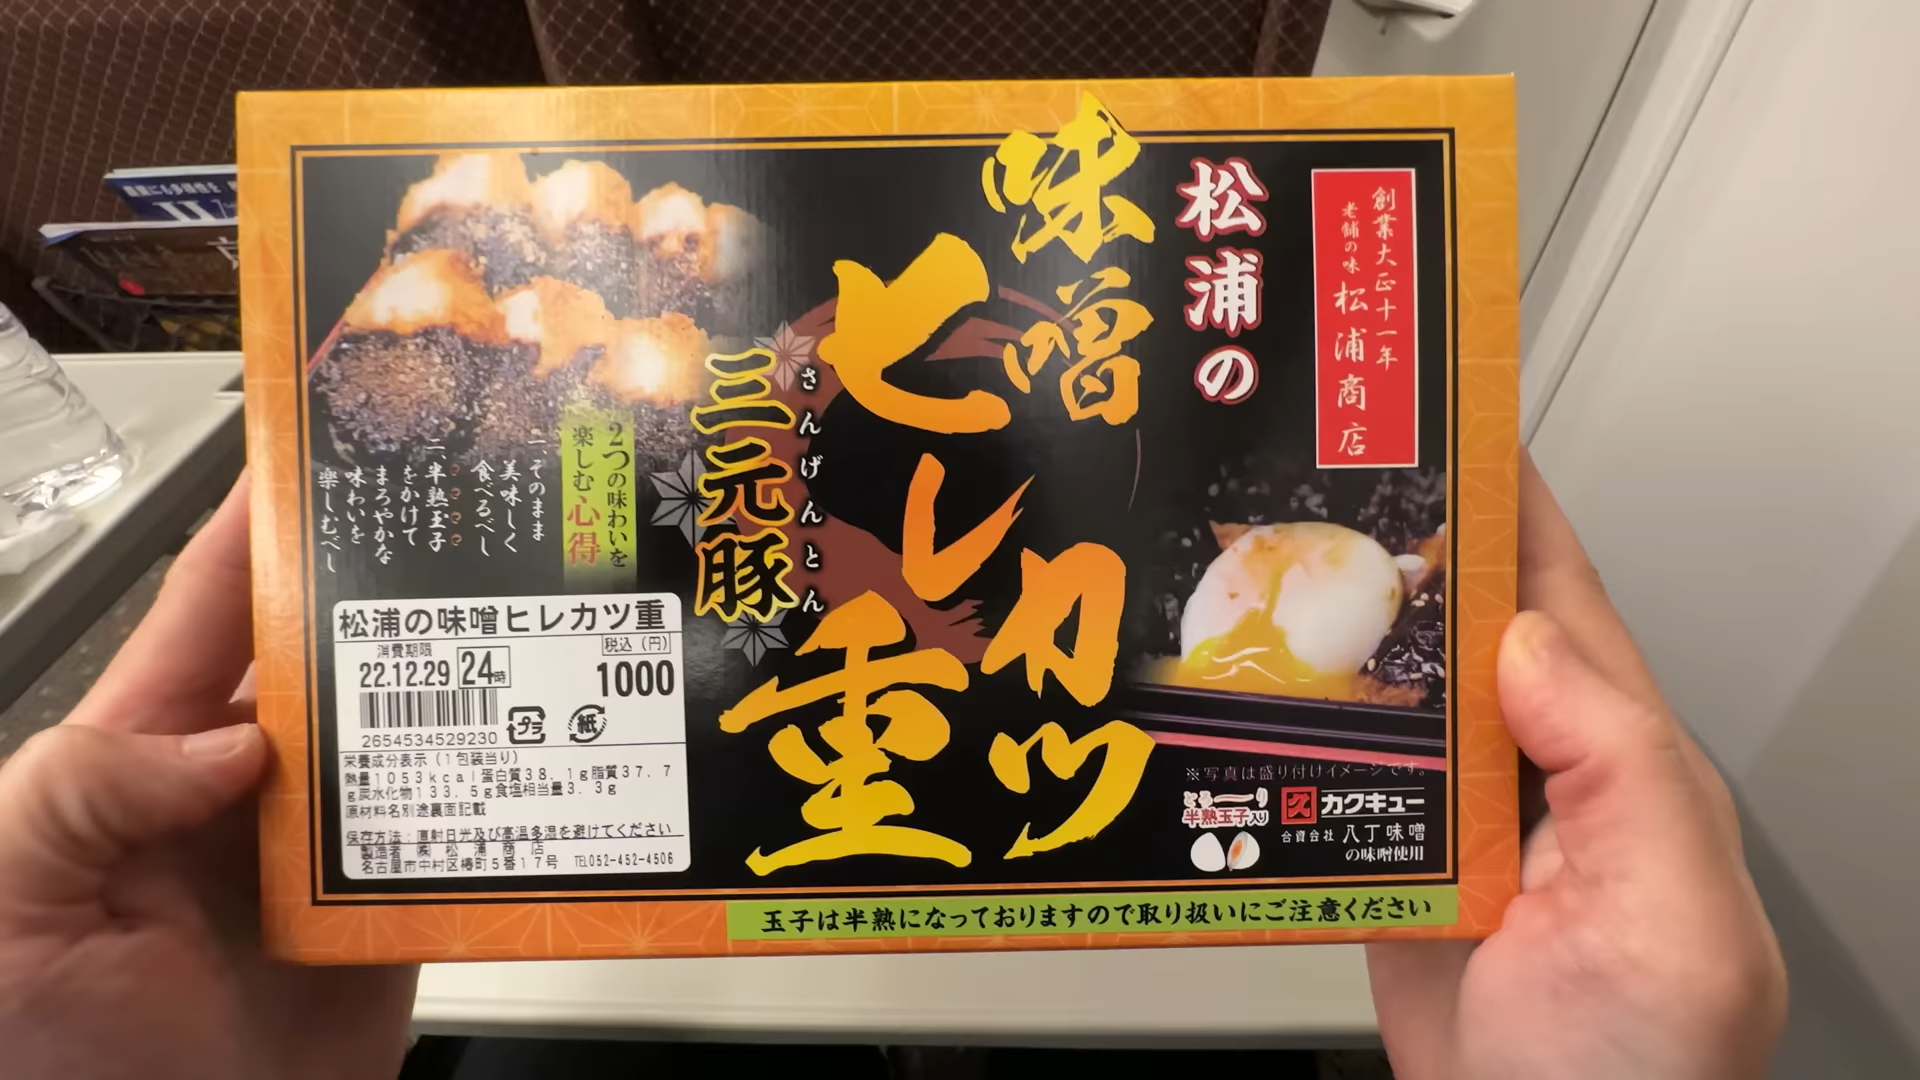 創業大正十一年
老舗の味 松浦商店
松浦の
味噌
ヒレカツ
重
さんげんとん
三元豚
2つの味わいを
楽しむ心得
一、そのまま
美味しく
食べるべし
二、半熟玉子
をかけて
まろやかな
味わいを
楽しむべし
松浦の味噌ヒレカツ重
消費期限
税込(円)
22.12.29 24時
1000
2654534529230
プラ
紙
栄養成分表示(1包装当り)
熱量1053kcal蛋白質38.1g脂質37.7
g炭水化物133.5g食塩相当量3.3g
原材料名別途裏面記載
保存方法:直射日光及び高温多湿を避けてください
製造者 ㈱ 松浦商店
名古屋市中村区椿町5番17号 TEL052-452-4506
※写真は盛り付けイメージです。
とろ〜り
半熟玉子入り
カクキュー
合資会社 八丁味噌
の味噌使用
玉子は半熟になっておりますので取り扱いにご注意ください